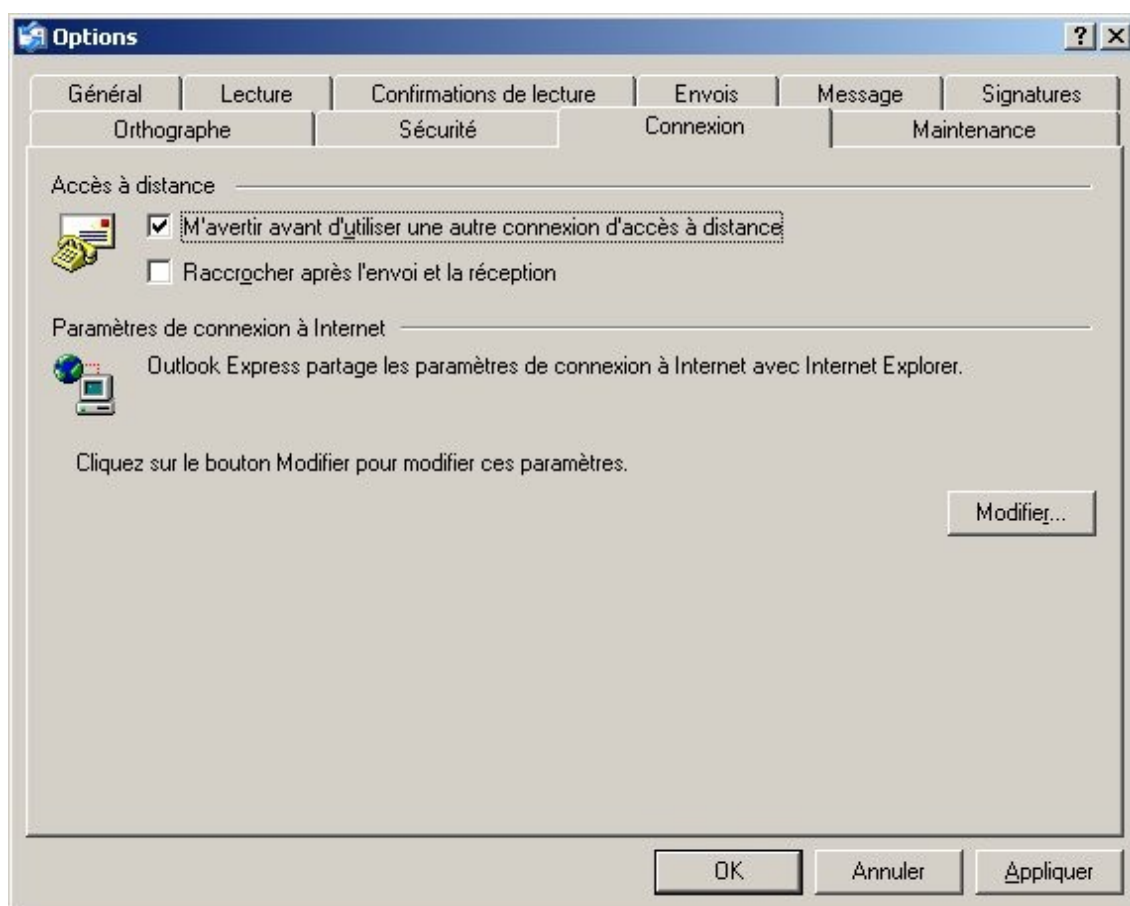 Options
Général Lecture Confirmations de lecture Envois Message Signatures
Orthographe Sécurité Connexion Maintenance
Accès à distance
M'avertir avant d'utiliser une autre connexion d'accès à distance
Raccrocher après l'envoi et la réception
Paramètres de connexion à Internet
Outlook Express partage les paramètres de connexion à Internet avec Internet Explorer.
Cliquez sur le bouton Modifier pour modifier ces paramètres.
Modifier...
OK Annuler Appliquer